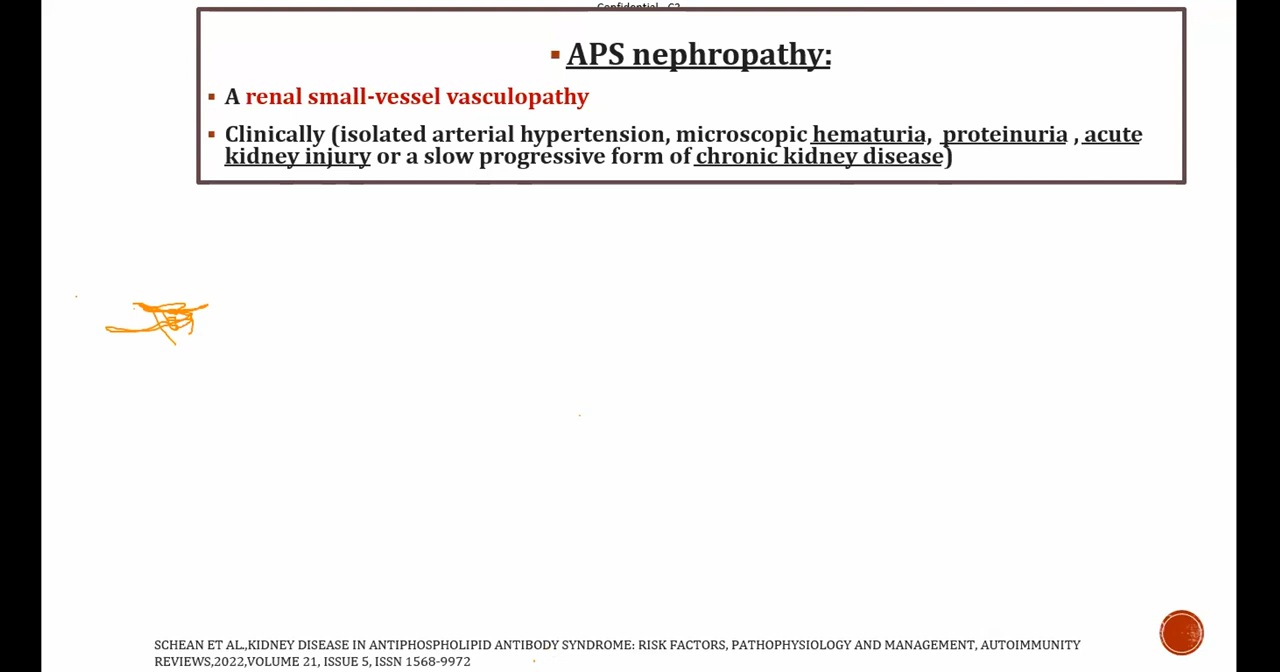 Confidential - C2
▪ APS nephropathy:
▪ A renal small-vessel vasculopathy
▪ Clinically (isolated arterial hypertension, microscopic hematuria, proteinuria , acute
kidney injury or a slow progressive form of chronic kidney disease)
SCHEAN ET AL.,KIDNEY DISEASE IN ANTIPHOSPHOLIPID ANTIBODY SYNDROME: RISK FACTORS, PATHOPHYSIOLOGY AND MANAGEMENT, AUTOIMMUNITY
REVIEWS,2022,VOLUME 21, ISSUE 5, ISSN 1568-9972